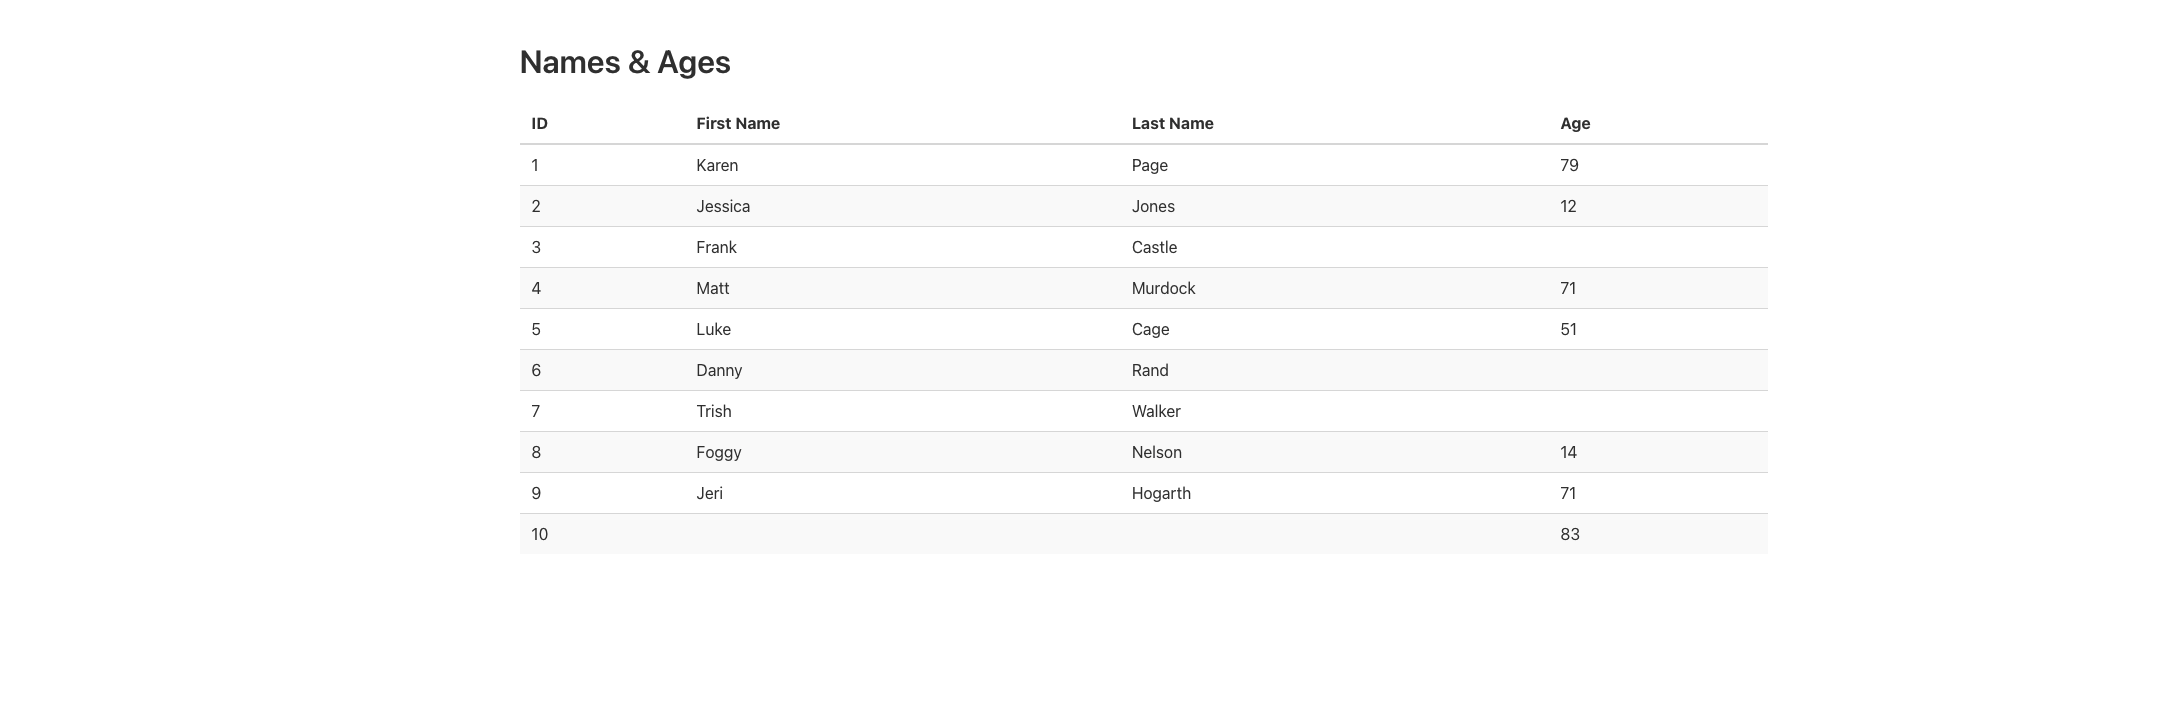 Names & Ages
ID First Name Last Name Age
1 Karen Page 79
2 Jessica Jones 12
3 Frank Castle
4 Matt Murdock 71
5 Luke Cage 51
6 Danny Rand
7 Trish Walker
8 Foggy Nelson 14
9 Jeri Hogarth 71
10 83